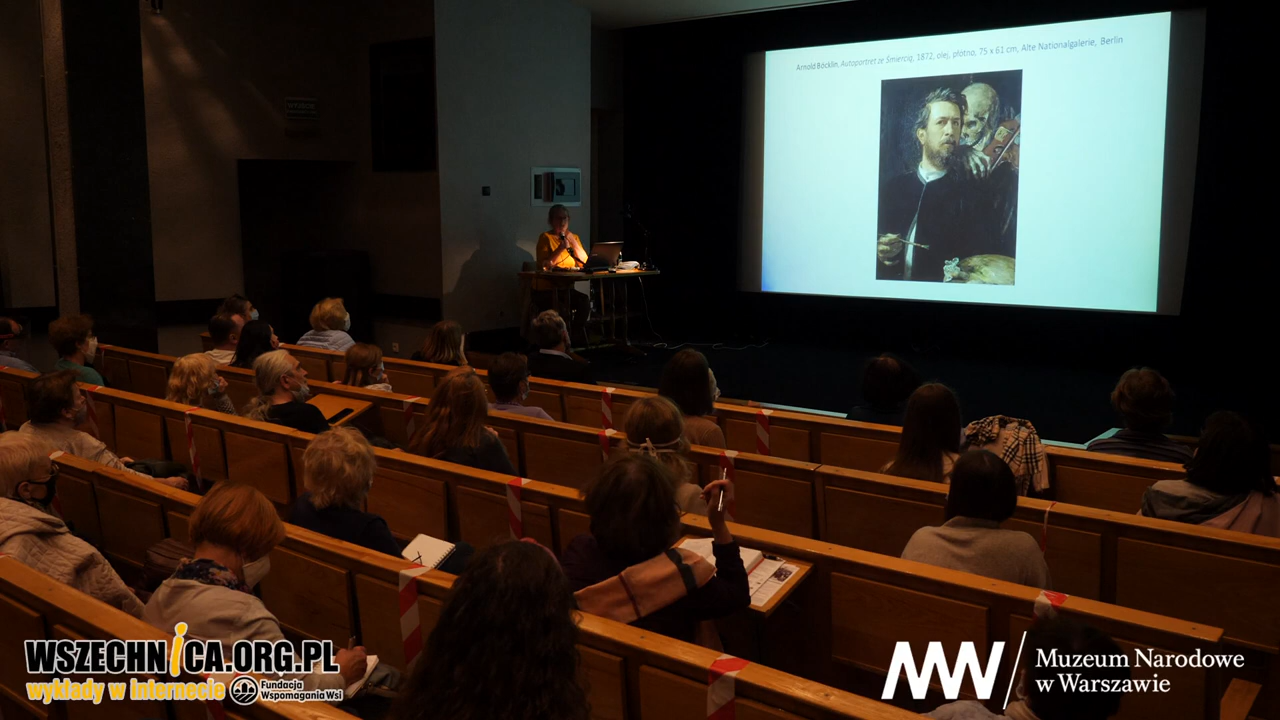 Arnold Böcklin, Autoportret ze Śmiercią, 1872, olej, płótno, 75 x 61 cm, Alte Nationalgalerie, Berlin
WYJŚCIE
WSZECHNICA.ORG.PL
wykłady w Internecie
Fundacja
Wspomagania Wsi
Muzeum Narodowe
w Warszawie